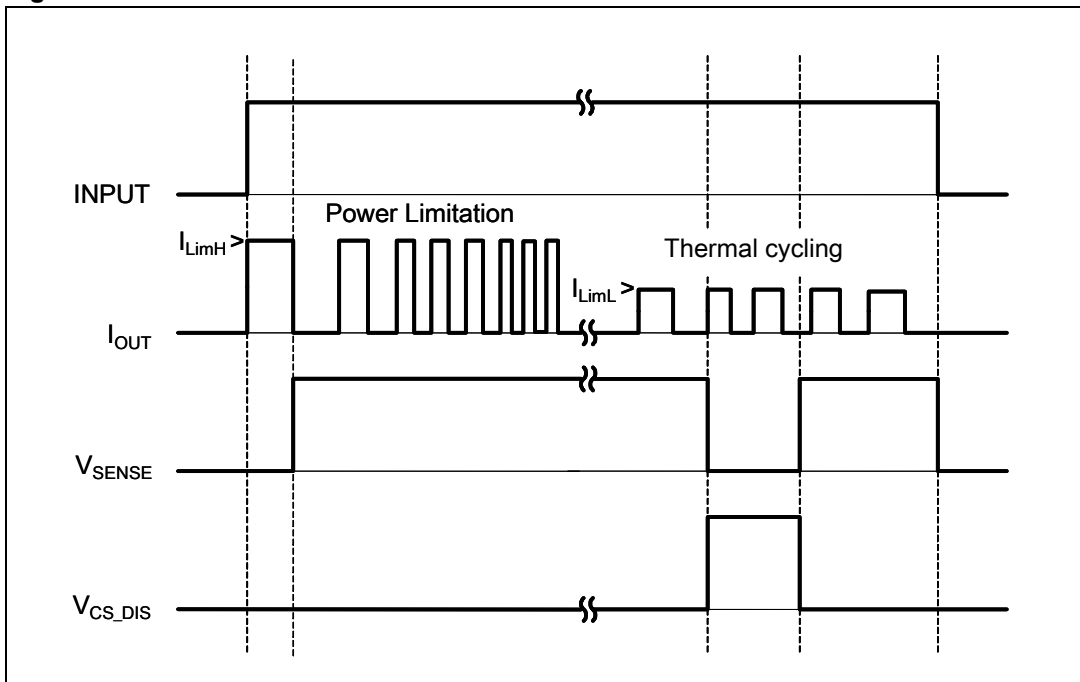 INPUT
Power Limitation
I_LimH >
Thermal cycling
I_LimL >
I_OUT
V_SENSE
V_CS_DIS